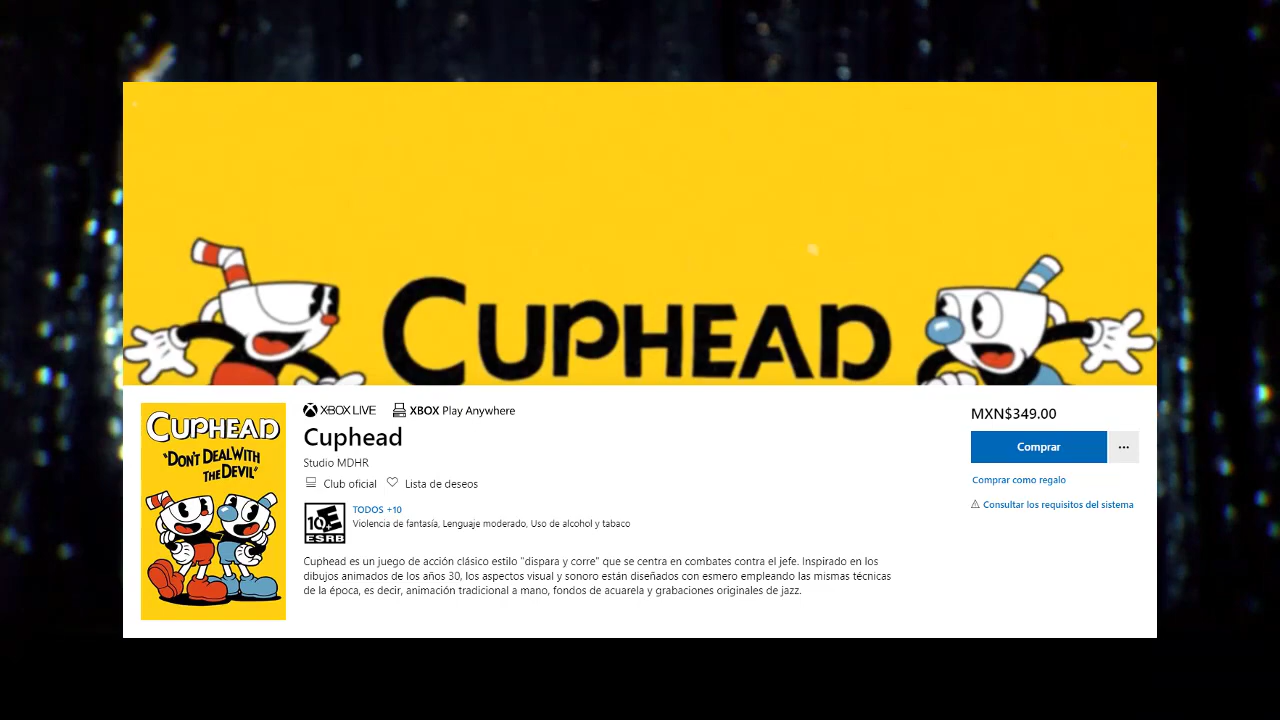 CUPHEAD
CUPHEAD
"DON'T DEAL WITH
THE DEVIL"
XBOX LIVE XBOX Play Anywhere
Cuphead
Studio MDHR
Club oficial Lista de deseos
E
10+
ESRB
TODOS +10
Violencia de fantasía, Lenguaje moderado, Uso de alcohol y tabaco
Cuphead es un juego de acción clásico estilo "dispara y corre" que se centra en combates contra el jefe. Inspirado en los
dibujos animados de los años 30, los aspectos visual y sonoro están diseñados con esmero empleando las mismas técnicas
de la época, es decir, animación tradicional a mano, fondos de acuarela y grabaciones originales de jazz.
MXN$349.00
Comprar ...
Comprar como regalo
Consultar los requisitos del sistema